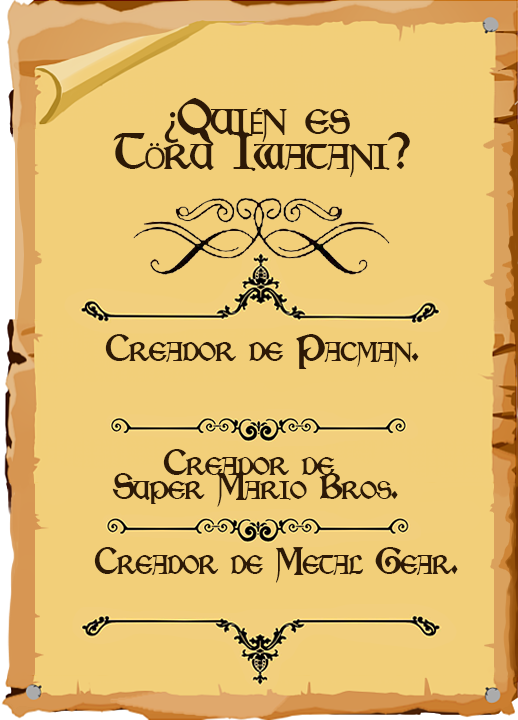 ¿Quién es
Töru Iwatani?
Creador de Pacman.
Creador de
Super Mario Bros.
Creador de Metal Gear.